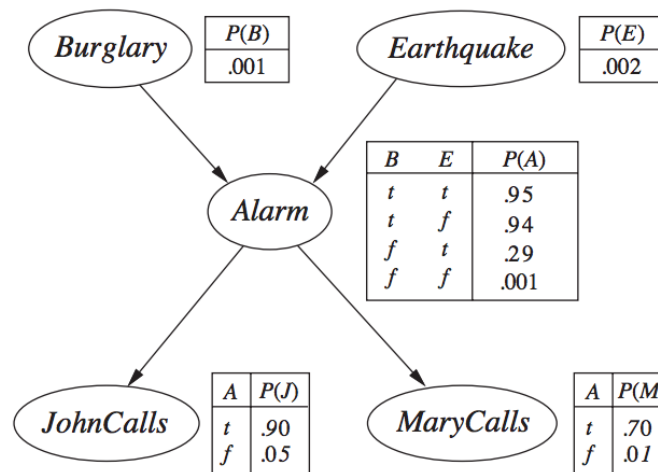 Burglary
P(B)
.001
Earthquake
P(E)
.002
Alarm
B E P(A)
t t .95
t f .94
f t .29
f f .001
JohnCalls
A P(J)
t .90
f .05
MaryCalls
A P(M
t .70
f .01